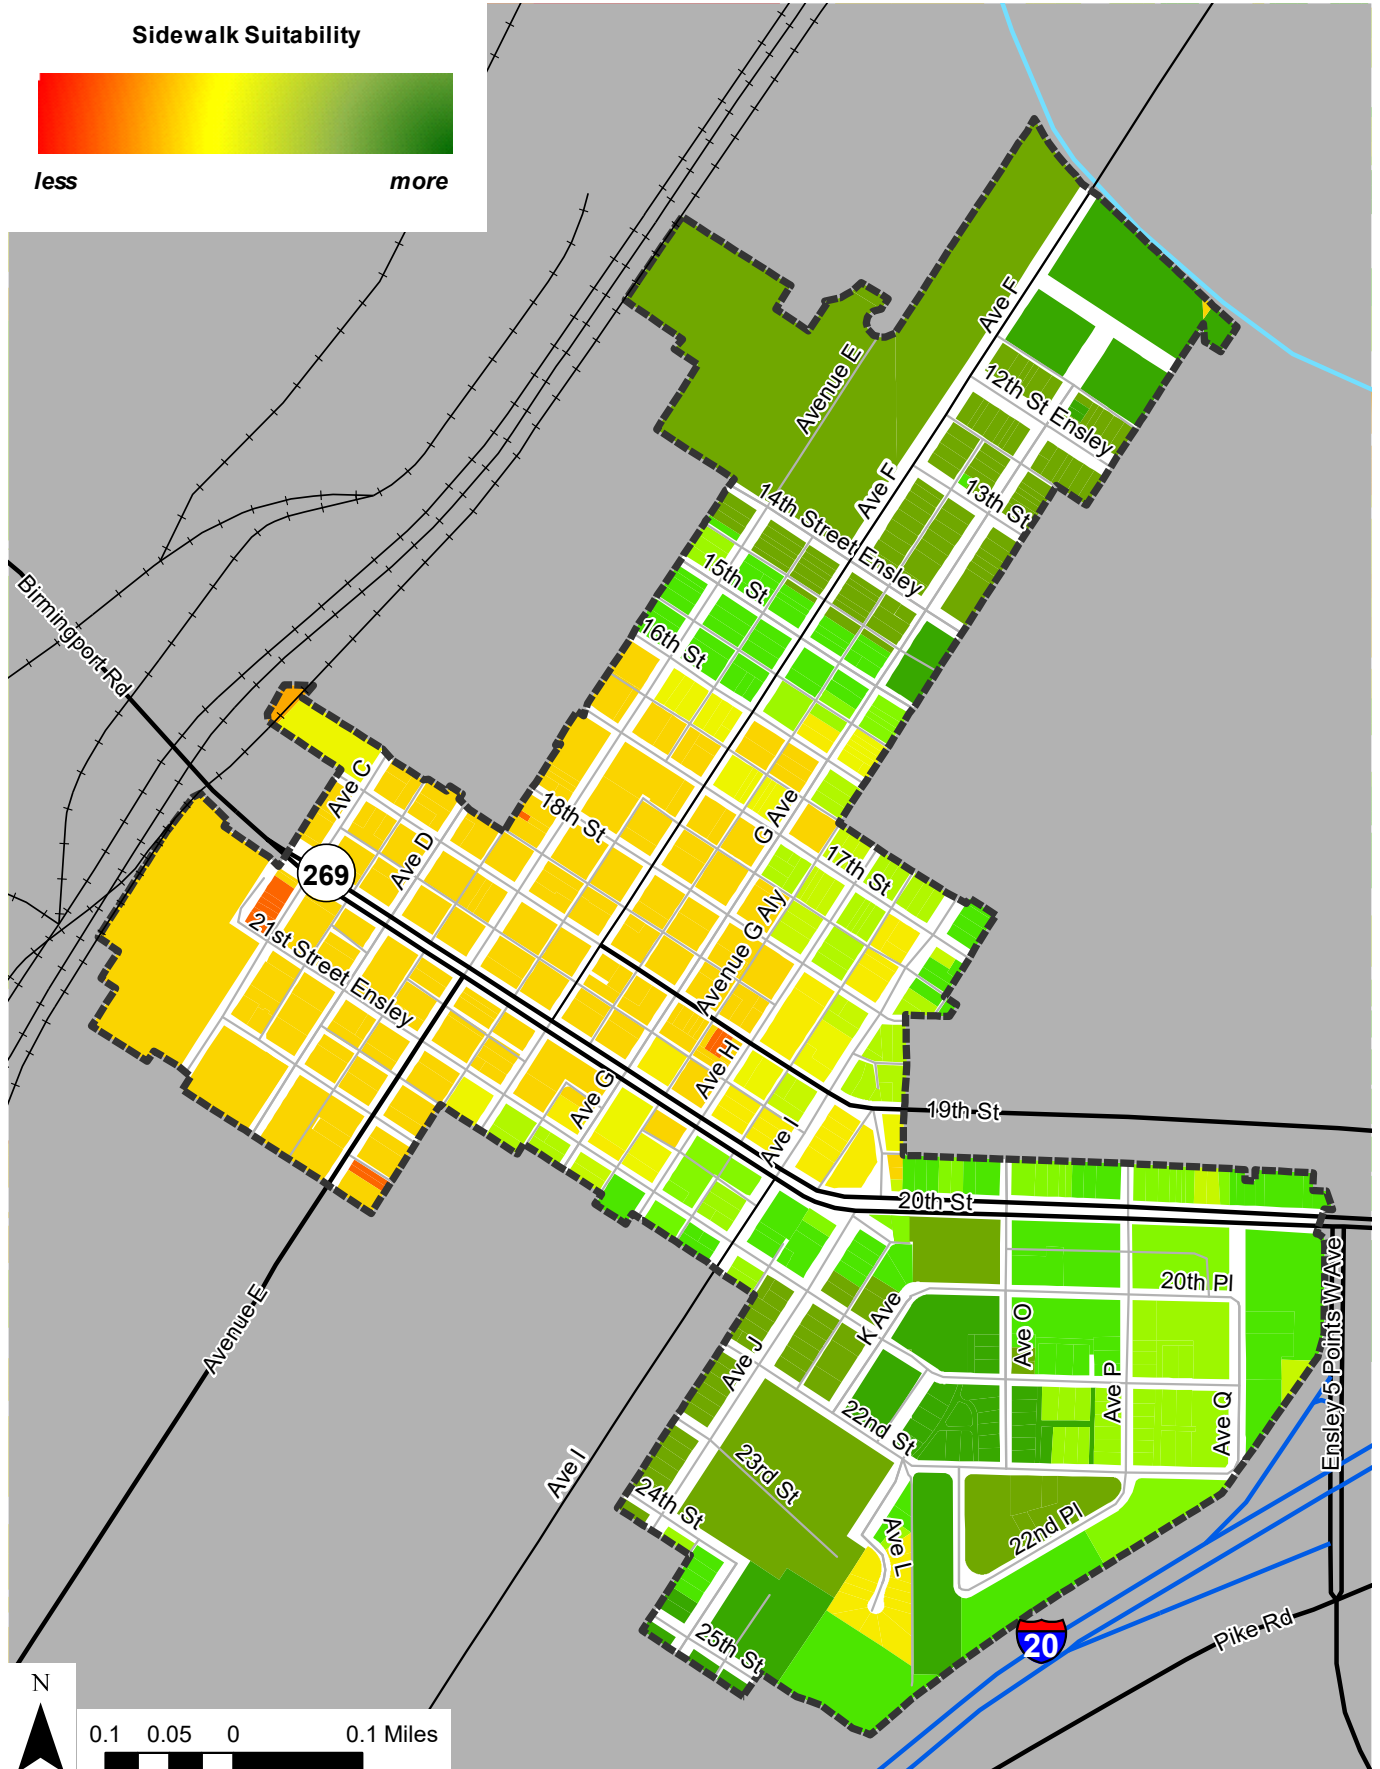 Sidewalk Suitability
less more
Ave F
Avenue E
12th St Ensley
Ave F
13th St
14th Street Ensley
15th St
16th St
Birmingport Rd
Ave C
18th St
G Ave
Ave D
17th St
269
Avenue G Aly
21st Street Ensley
Ave H
Ave G
19th St
Ave I
20th St
20th Pl
Avenue E
K Ave
Ave O
Ave J
Ave P
Ensley 5 Points W Ave
Ave Q
22nd St
Ave I
23rd St
24th St
22nd Pl
Ave L
25th St
20
Pike Rd
N
0.1 0.05 0 0.1 Miles